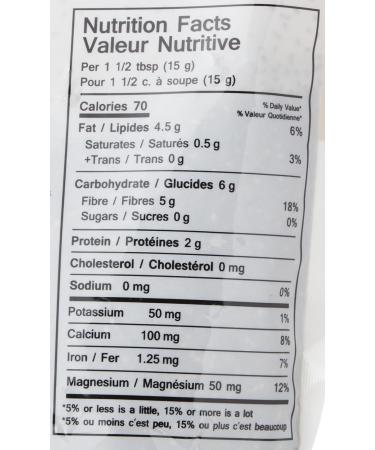 Nutrition Facts
Valeur Nutritive
Per 1 1/2 tbsp (15 g)
Pour 1 1/2 c. à soupe (15 g)
Calories 70
% Daily Value*
% Valeur Quotidienne*
Fat / Lipides 4.5 g 6%
Saturates / Saturés 0.5 g
+Trans / Trans 0 g 3%
Carbohydrate / Glucides 6 g
Fibre / Fibres 5 g 18%
Sugars / Sucres 0 g 0%
Protein / Protéines 2 g
Cholesterol / Cholestérol 0 mg
Sodium 0 mg 0%
Potassium 50 mg 1%
Calcium 100 mg 8%
Iron / Fer 1.25 mg 7%
Magnesium / Magnésium 50 mg 12%
*5% or less is a little, 15% or more is a lot
*5% ou moins c'est peu, 15% ou plus c'est beaucoup